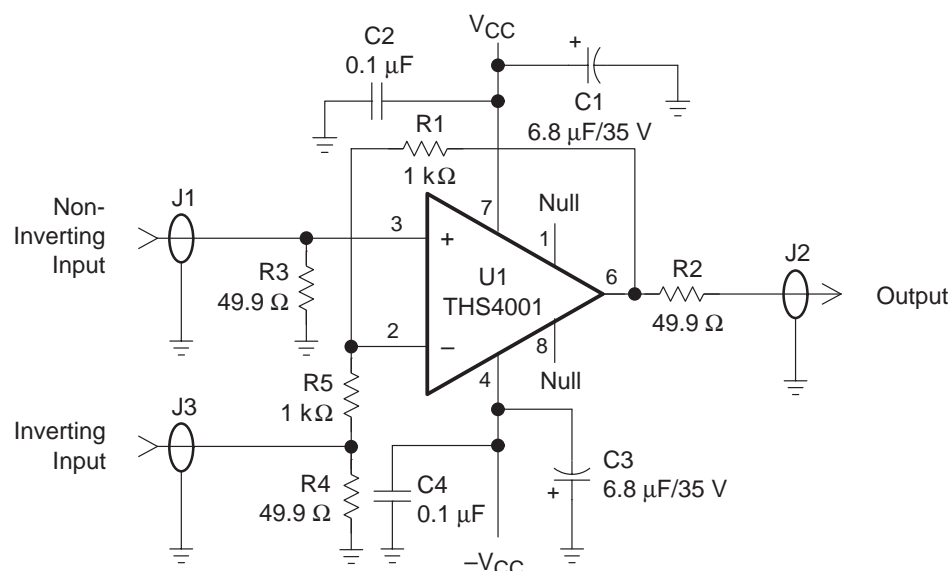 VCC
C2
0.1 μF
+
C1
6.8 μF/35 V
R1
1 kΩ
Non-
Inverting
Input
J1
3
+
7
Null
1
R3
49.9 Ω
U1
THS4001
6
R2
49.9 Ω
J2
Output
2
−
8
Null
4
R5
1 kΩ
Inverting
Input
J3
R4
49.9 Ω
C4
0.1 μF
C3
6.8 μF/35 V
+
−VCC